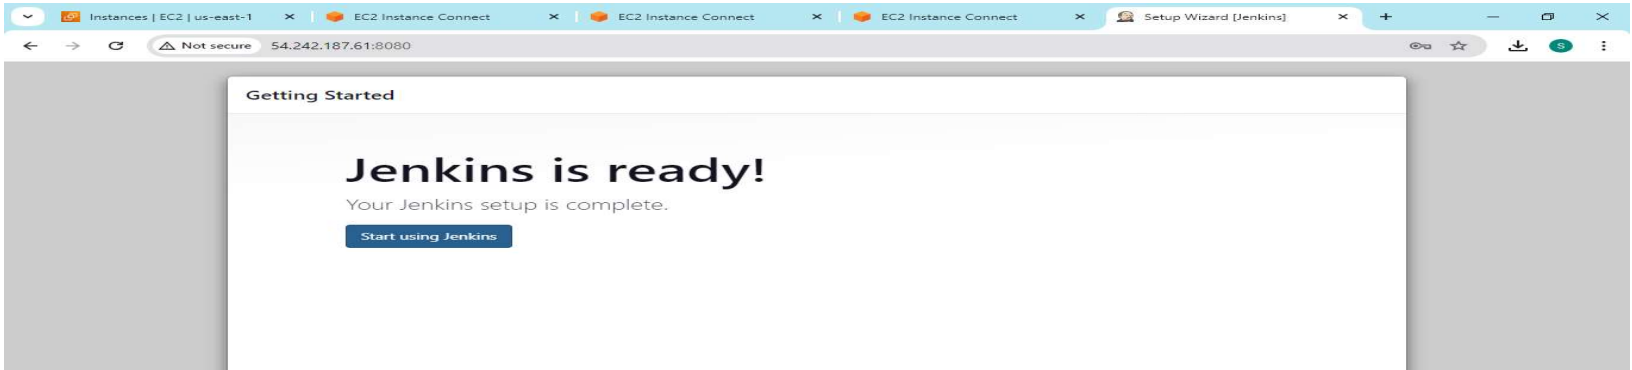 Instances | EC2 | us-east-1
EC2 Instance Connect
EC2 Instance Connect
EC2 Instance Connect
Setup Wizard [Jenkins]
Not secure
54.242.187.61:8080
S
Getting Started
Jenkins is ready!
Your Jenkins setup is complete.
Start using Jenkins